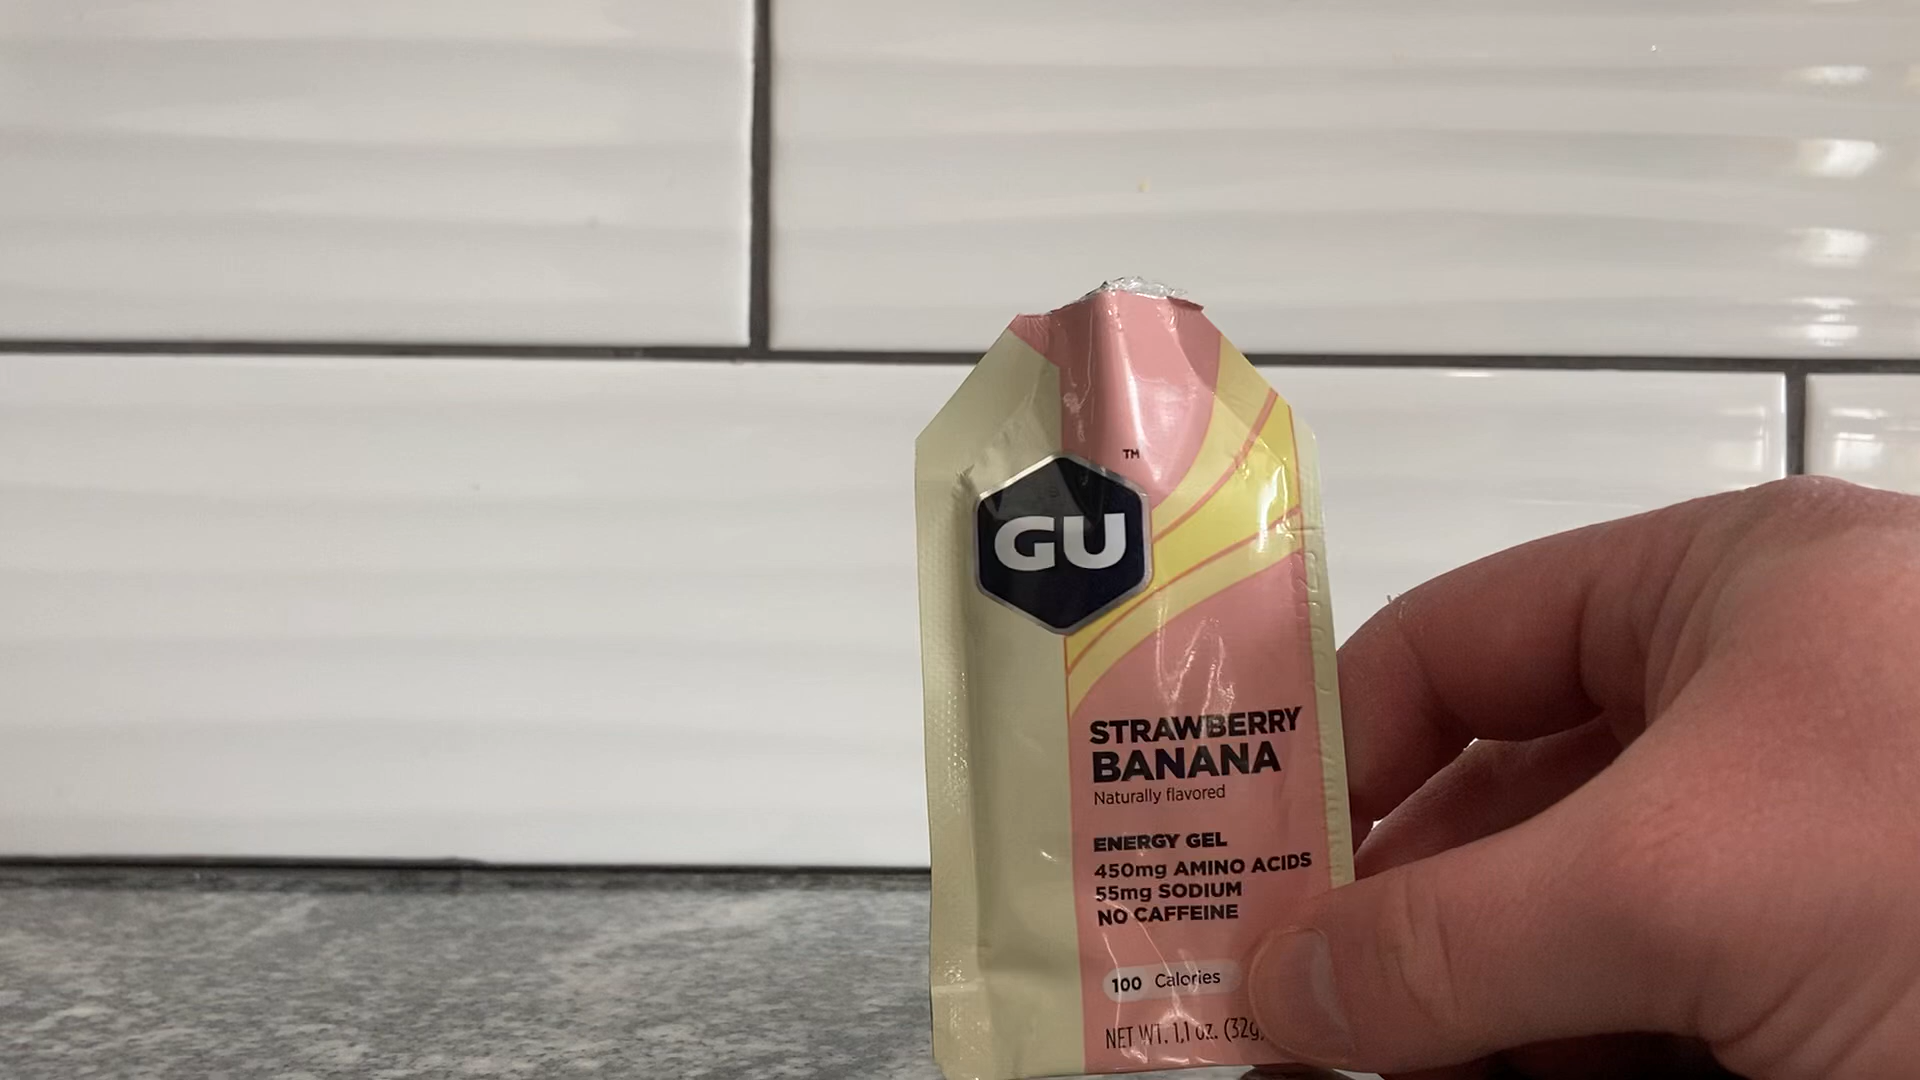 TM
GU
STRAWBERRY
BANANA
Naturally flavored
ENERGY GEL
450mg AMINO ACIDS
55mg SODIUM
NO CAFFEINE
100 Calories
NET WT. 1.1 oz. (32g